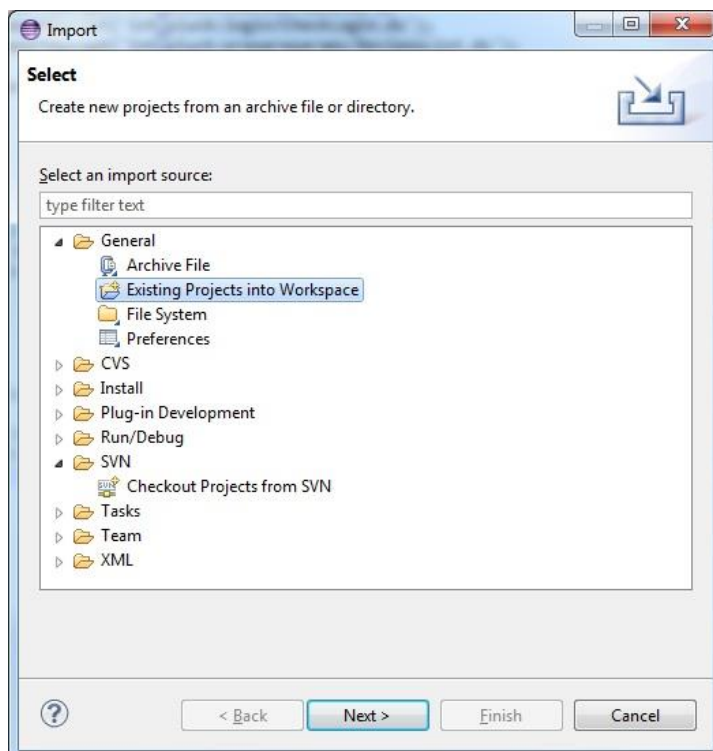 Import
Select
Create new projects from an archive file or directory.
Select an import source:
type filter text
General
Archive File
Existing Projects into Workspace
File System
Preferences
CVS
Install
Plug-in Development
Run/Debug
SVN
SVN
Checkout Projects from SVN
Tasks
Team
XML
?
< Back
Next >
Finish
Cancel